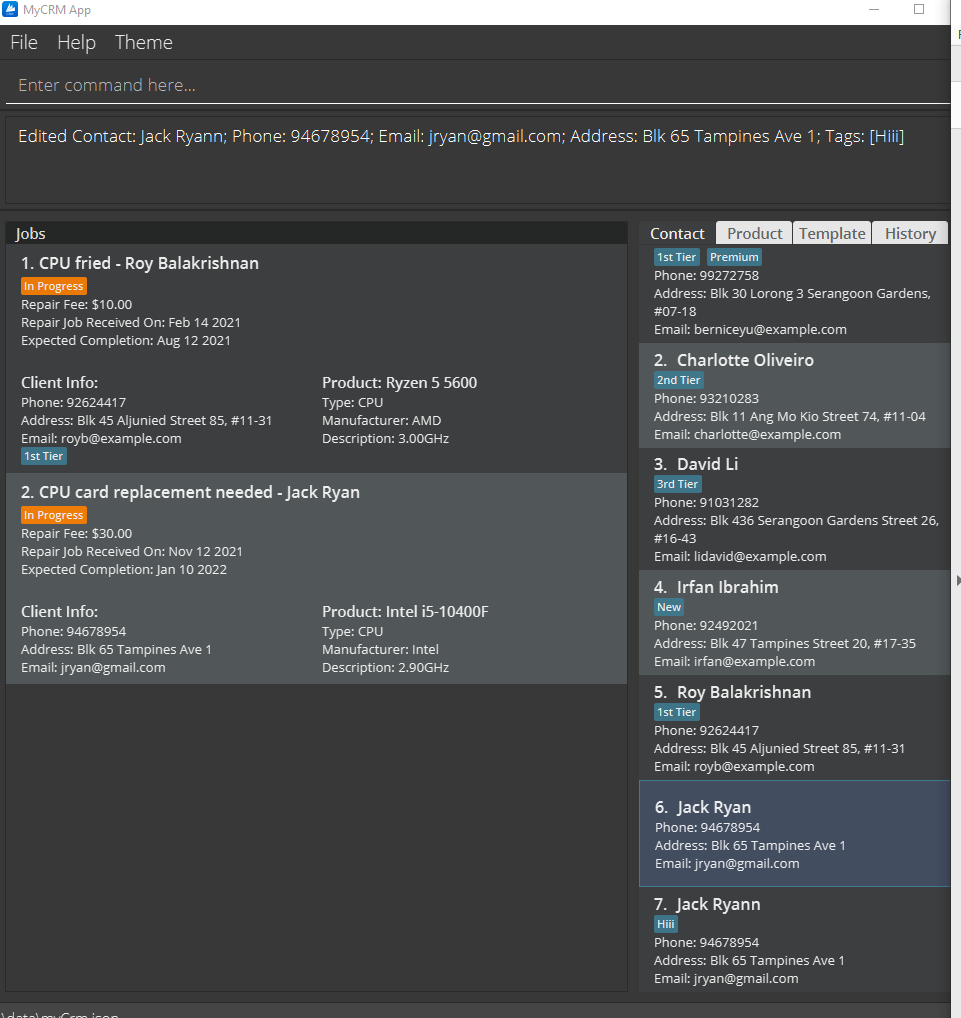 MyCRM App
File Help Theme
Enter command here...
Edited Contact: Jack Ryann; Phone: 94678954; Email: jryan@gmail.com; Address: Blk 65 Tampines Ave 1; Tags: [Hiii]
Jobs
1. CPU fried - Roy Balakrishnan
In Progress
Repair Fee: $10.00
Repair Job Received On: Feb 14 2021
Expected Completion: Aug 12 2021
Client Info:
Phone: 92624417
Address: Blk 45 Aljunied Street 85, #11-31
Email: royb@example.com
1st Tier
Product: Ryzen 5 5600
Type: CPU
Manufacturer: AMD
Description: 3.00GHz
2. CPU card replacement needed - Jack Ryan
In Progress
Repair Fee: $30.00
Repair Job Received On: Nov 12 2021
Expected Completion: Jan 10 2022
Client Info:
Phone: 94678954
Address: Blk 65 Tampines Ave 1
Email: jryan@gmail.com
Product: Intel i5-10400F
Type: CPU
Manufacturer: Intel
Description: 2.90GHz
Contact Product Template History
1st Tier Premium
Phone: 99272758
Address: Blk 30 Lorong 3 Serangoon Gardens,
#07-18
Email: berniceyu@example.com
2. Charlotte Oliveiro
2nd Tier
Phone: 93210283
Address: Blk 11 Ang Mo Kio Street 74, #11-04
Email: charlotte@example.com
3. David Li
3rd Tier
Phone: 91031282
Address: Blk 436 Serangoon Gardens Street 26,
#16-43
Email: lidavid@example.com
4. Irfan Ibrahim
New
Phone: 92492021
Address: Blk 47 Tampines Street 20, #17-35
Email: irfan@example.com
5. Roy Balakrishnan
1st Tier
Phone: 92624417
Address: Blk 45 Aljunied Street 85, #11-31
Email: royb@example.com
6. Jack Ryan
Phone: 94678954
Address: Blk 65 Tampines Ave 1
Email: jryan@gmail.com
7. Jack Ryann
Hiii
Phone: 94678954
Address: Blk 65 Tampines Ave 1
Email: jryan@gmail.com
\data\myCrm.json